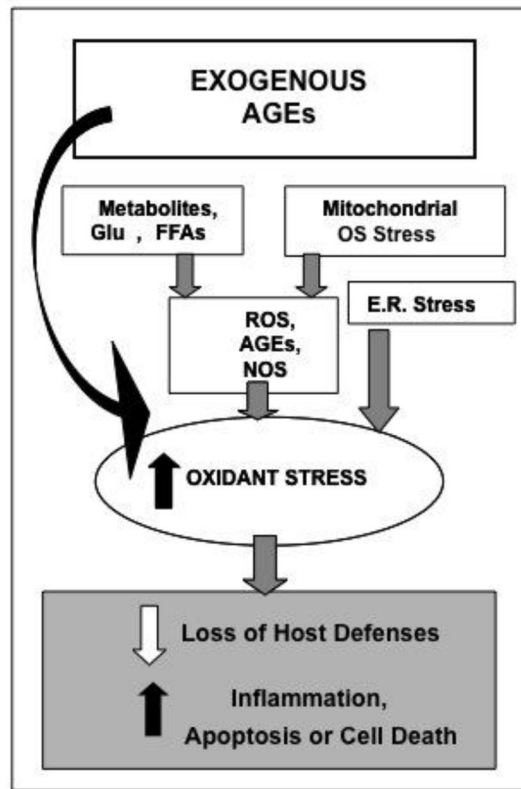 EXOGENOUS
AGEs
Metabolites,
Glu , FFAs
Mitochondrial
OS Stress
E.R. Stress
ROS,
AGEs,
NOS
OXIDANT STRESS
Loss of Host Defenses
Inflammation,
Apoptosis or Cell Death